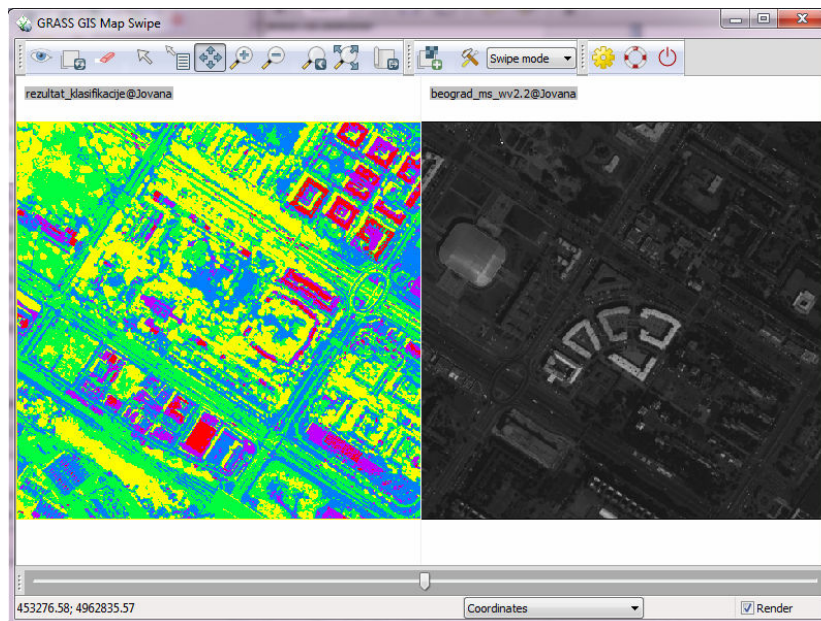 GRASS GIS Map Swipe
Swipe mode
rezultat_klasifikacije@Jovana
beograd_ms_wv2.2@Jovana
453276.58; 4962835.57
Coordinates
Render